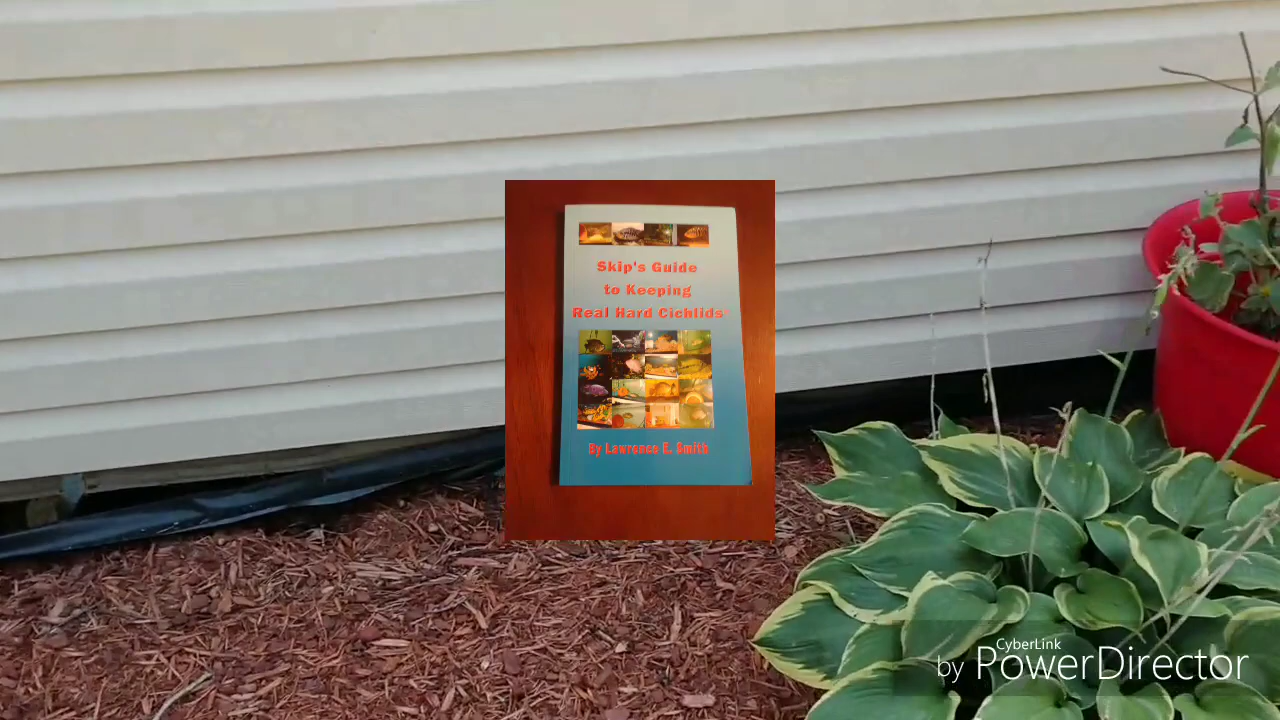 Skip's Guide
to Keeping
Real Hard Cichlids
By Lawrence E. Smith
CyberLink
by PowerDirector